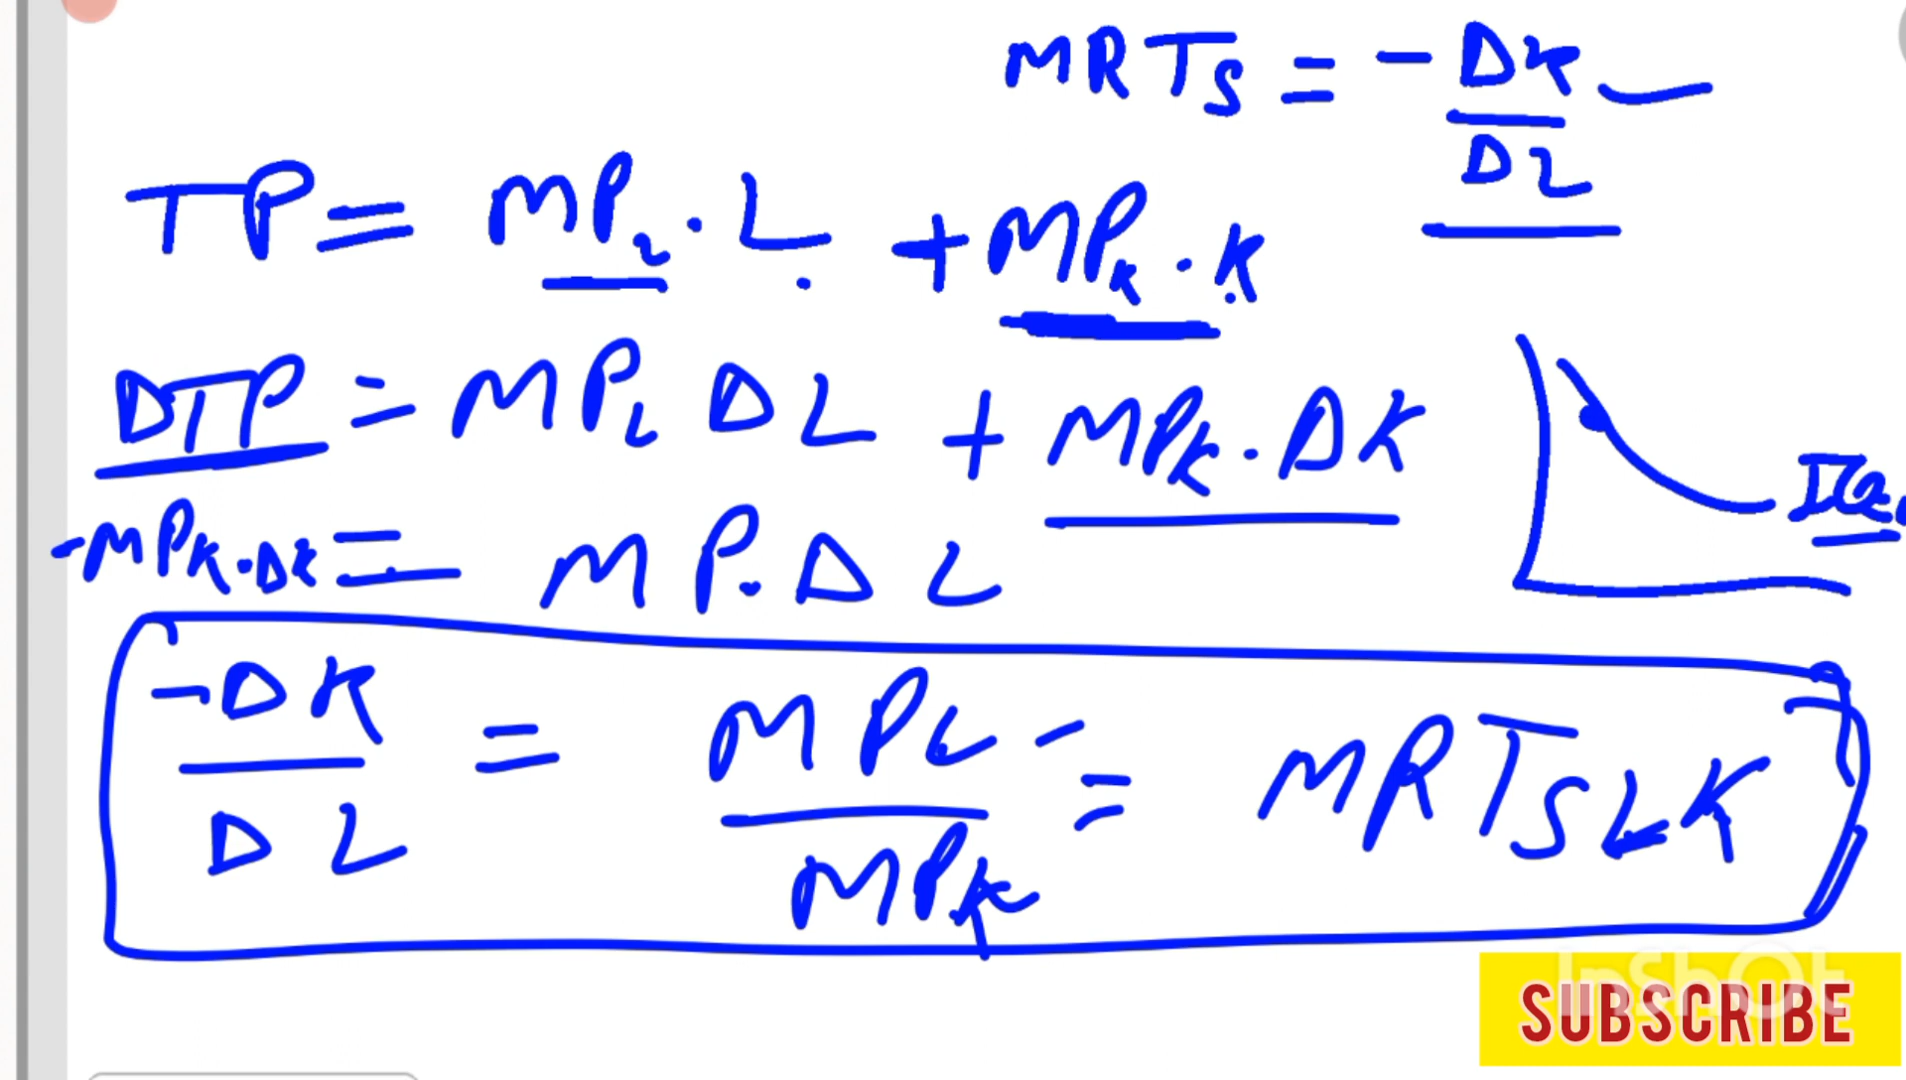 MRTS = - ΔK
ΔL
TP = MPL . L + MPK . K
ΔTP = MPL ΔL + MPK . ΔK
-MPK . ΔK = MP. ΔL
-ΔK = MPL = MRTSLK
ΔL MPK
InShOt
SUBSCRIBE